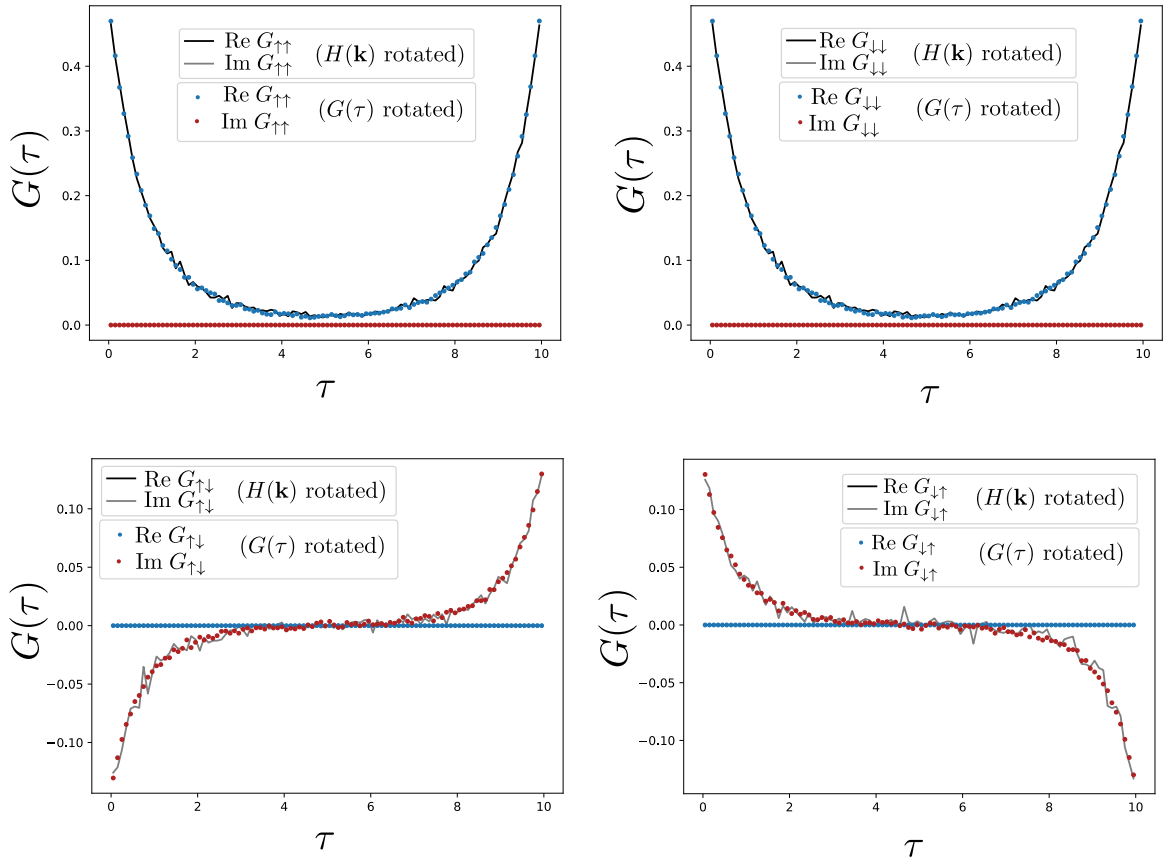 Re G↑↑
Im G↑↑
(H(k) rotated)
Re G↑↑
Im G↑↑
(G(τ) rotated)
G(τ)
0.4
0.3
0.2
0.1
0.0
0 2 4 6 8 10
τ
Re G↓↓
Im G↓↓
(H(k) rotated)
Re G↓↓
Im G↓↓
(G(τ) rotated)
G(τ)
0.4
0.3
0.2
0.1
0.0
0 2 4 6 8 10
τ
Re G↑↓
Im G↑↓
(H(k) rotated)
Re G↑↓
Im G↑↓
(G(τ) rotated)
G(τ)
0.10
0.05
0.00
−0.05
−0.10
0 2 4 6 8 10
τ
Re G↓↑
Im G↓↑
(H(k) rotated)
Re G↓↑
Im G↓↑
(G(τ) rotated)
G(τ)
0.10
0.05
0.00
−0.05
−0.10
0 2 4 6 8 10
τ